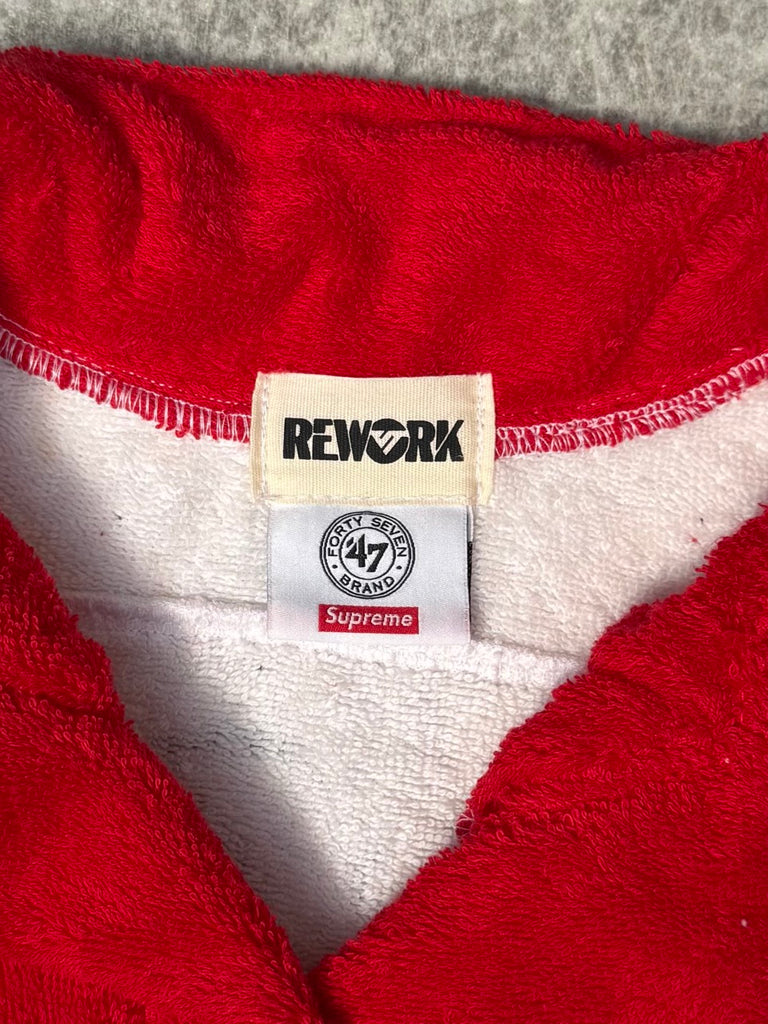 REWORK
FORTY SEVEN
'47
BRAND
Supreme